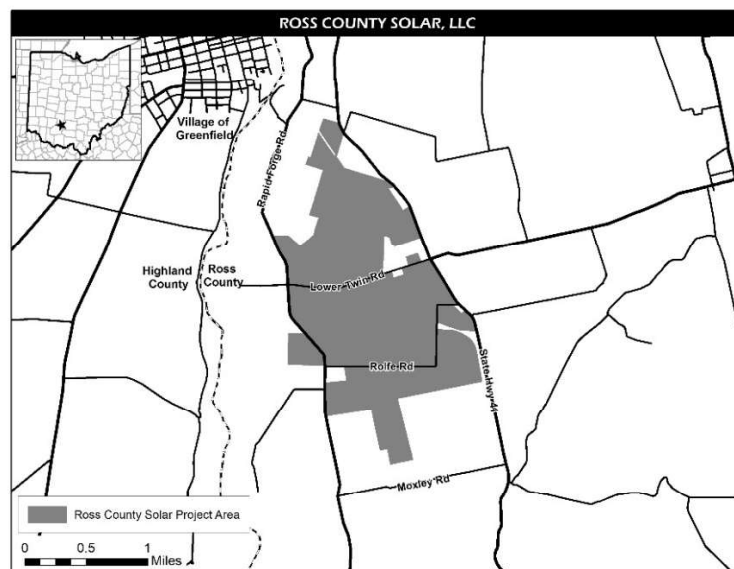 ROSS COUNTY SOLAR, LLC
Village of
Greenfield
Rapid Forge Rd
Highland
County
Ross
County
Lower Twin Rd
Rolfe Rd
State Hwy 41
Moxley Rd
Ross County Solar Project Area
0 0.5 1
Miles